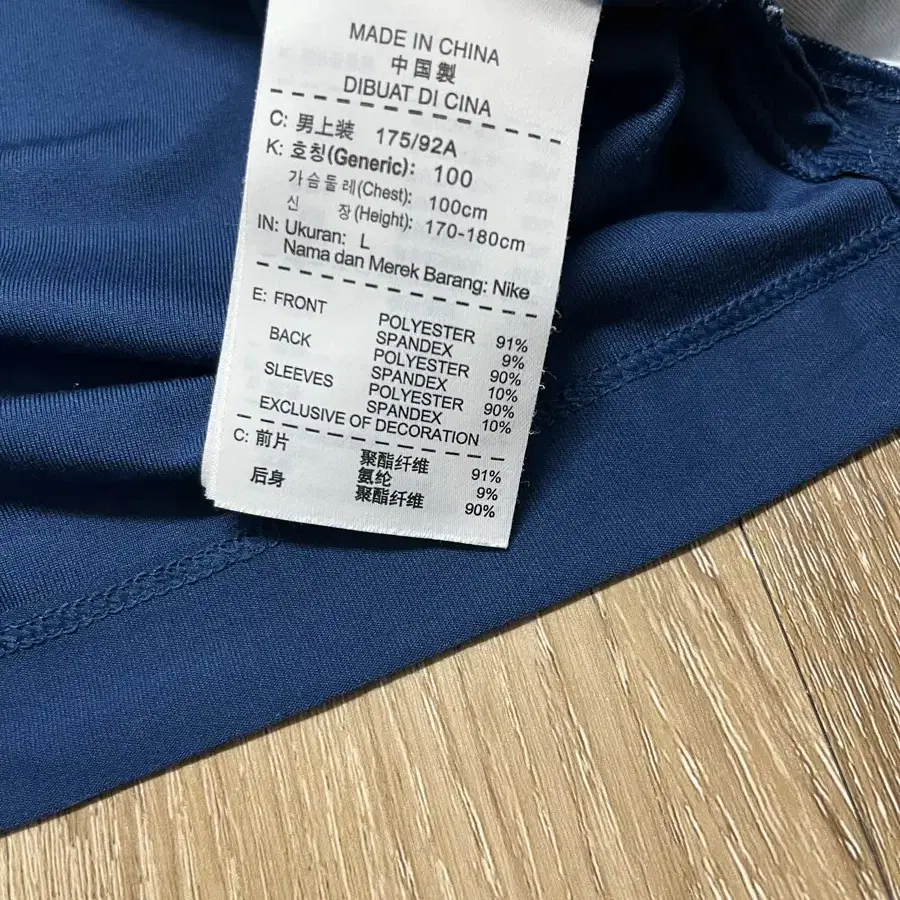 MADE IN CHINA
中国製
DIBUAT DI CINA
C: 男上装 175/92A
K: 호칭(Generic): 100
가슴둘레(Chest): 100cm
신 장(Height): 170-180cm
IN: Ukuran: L
Nama dan Merek Barang: Nike
E: FRONT POLYESTER 91%
SPANDEX 9%
BACK POLYESTER 90%
SPANDEX 10%
SLEEVES POLYESTER 90%
SPANDEX 10%
EXCLUSIVE OF DECORATION
C: 前片 聚酯纤维 91%
氨纶 9%
后身 聚酯纤维 90%